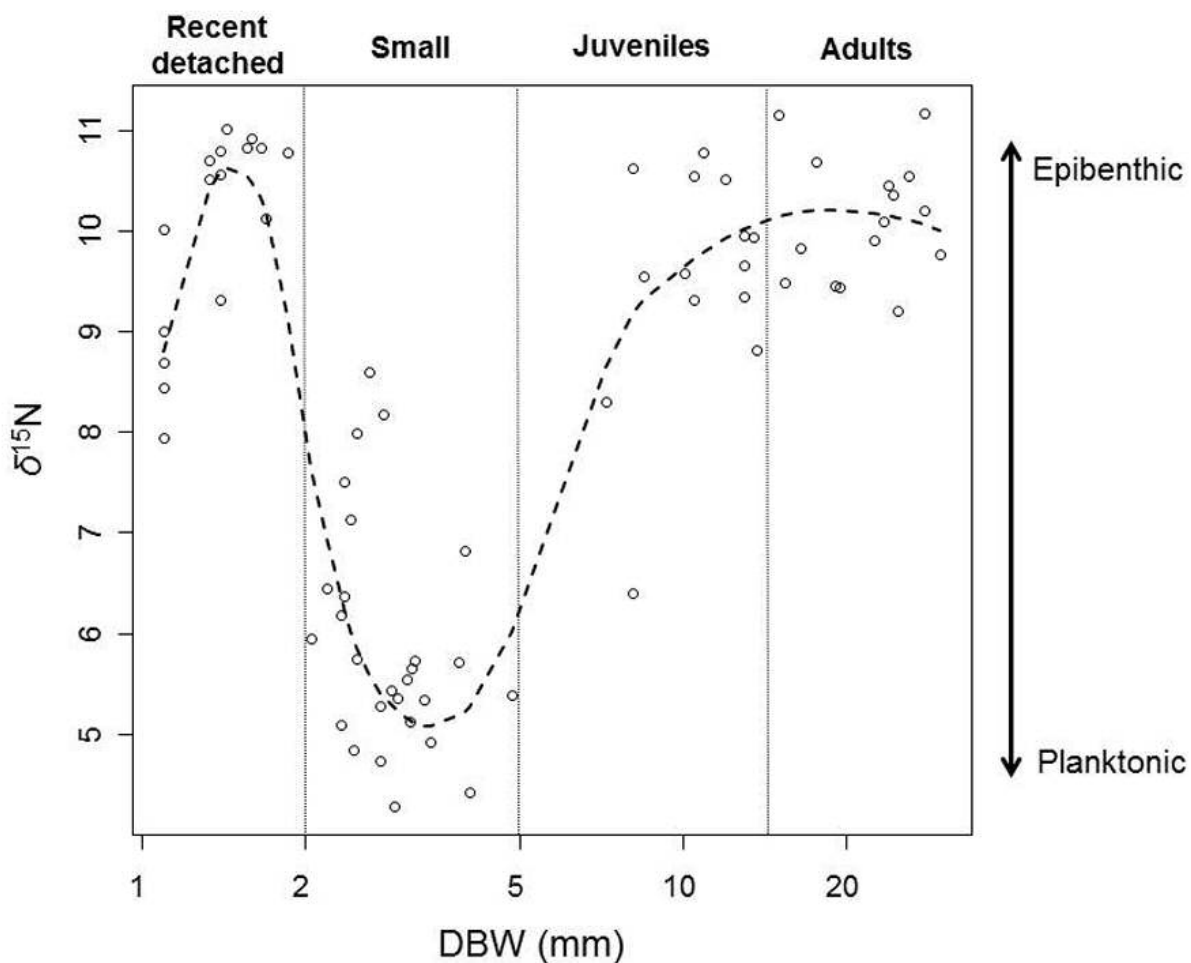 Recent
detached
Small
Juveniles
Adults
11
10
9
8
7
6
5
δ15N
Epibenthic
Planktonic
1
2
5
10
20
DBW (mm)